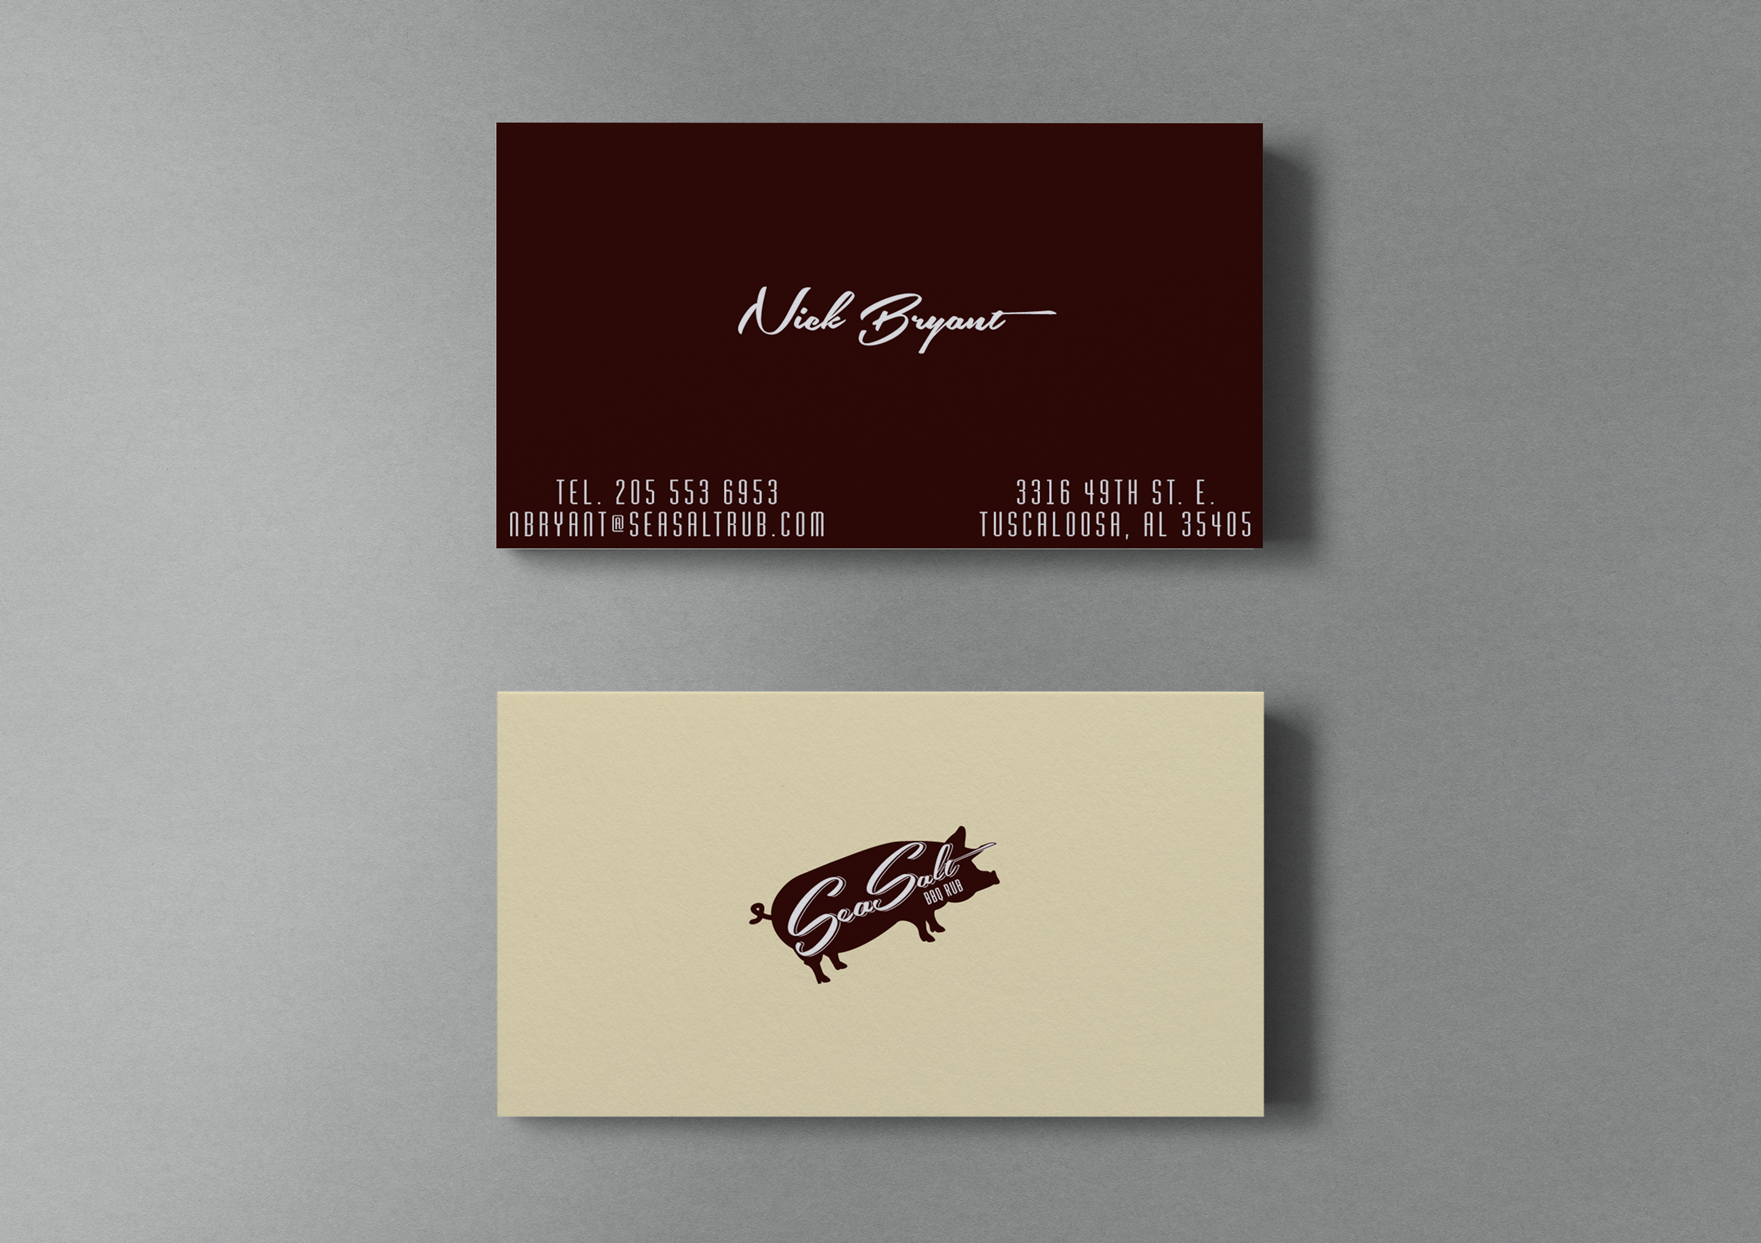 Nick Bryant
TEL. 205 553 6953
NBRYANT@SEASALTRUB.COM
3316 49TH ST. E.
TUSCALOOSA, AL 35405
SeaSalt
BBQ RUB